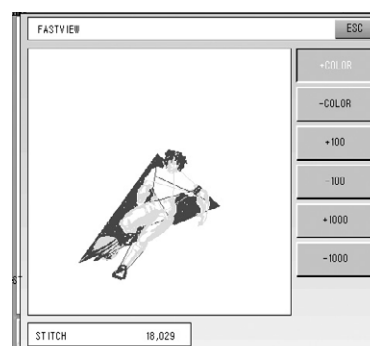 FASTVIEW
ESC
+COLOR
-COLOR
+100
-100
+1000
-1000
STITCH 18,029